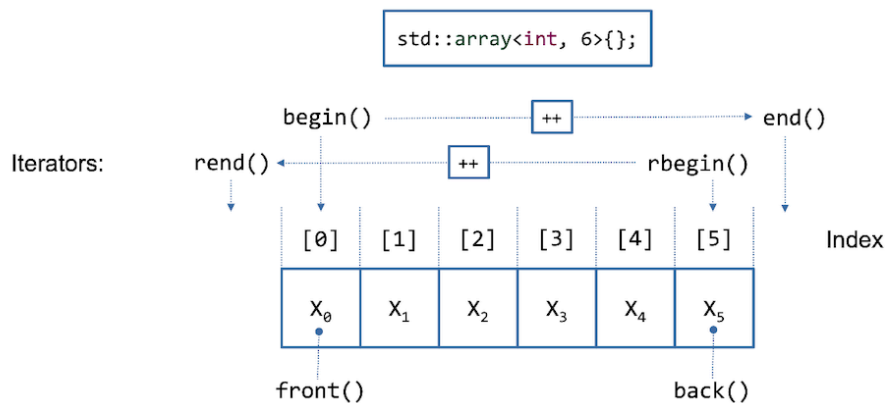 std::array<int, 6>{};
begin() ++ end()
Iterators: rend() ++ rbegin()
[0] [1] [2] [3] [4] [5] Index
X₀ X₁ X₂ X₃ X₄ X₅
front() back()